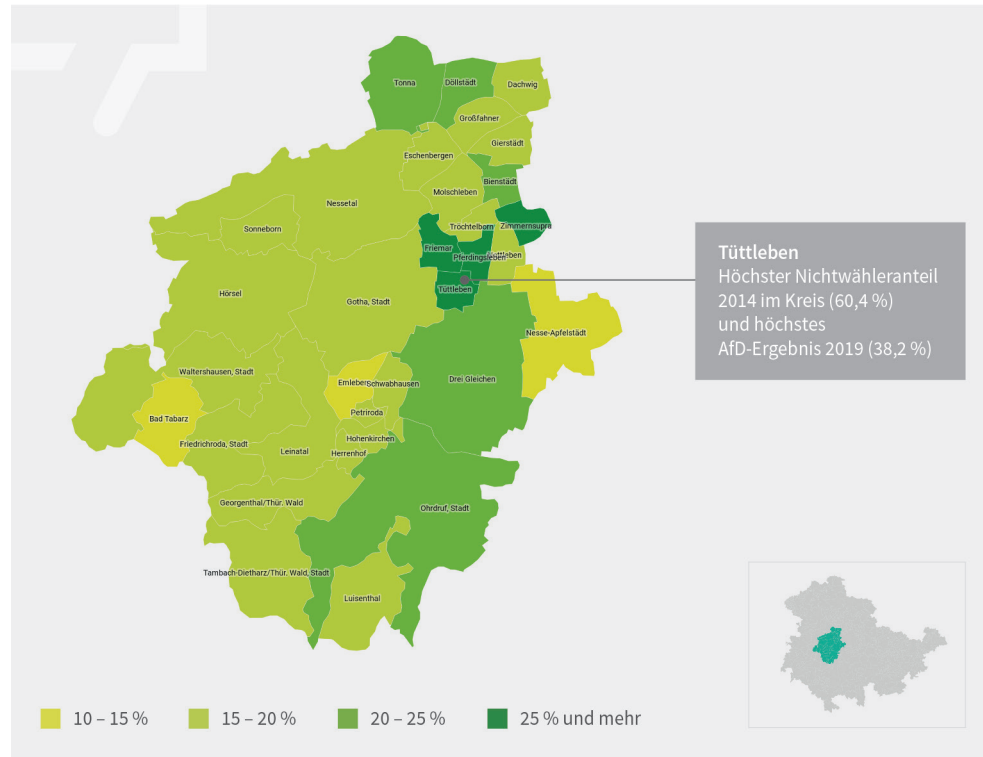 Tonna
Döllstädt
Dachwig
Großfahner
Gierstädt
Eschenbergen
Bienstädt
Molschleben
Nessetal
Sonneborn
Tröchtelborn
Zimmernsupra
Friemar
Pferdingsleben
Tüttleben
Hörsel
Gotha, Stadt
Nesse-Apfelstädt
Waltershausen, Stadt
Drei Gleichen
Emleben
Schwabhausen
Bad Tabarz
Petriroda
Friedrichroda, Stadt
Hohenkirchen
Leinatal
Herrenhof
Georgenthal/Thür. Wald
Ohrdruf, Stadt
Tambach-Dietharz/Thür. Wald, Stadt
Luisenthal
Tüttleben
Höchster Nichtwähleranteil
2014 im Kreis (60,4 %)
und höchstes
AfD-Ergebnis 2019 (38,2 %)
10 – 15 %
15 – 20 %
20 – 25 %
25 % und mehr